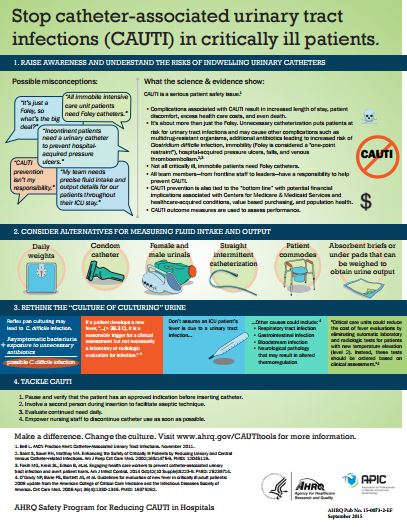 Stop catheter-associated urinary tract
infections (CAUTI) in critically ill patients.
1. RAISE AWARENESS AND UNDERSTAND THE RISKS OF INDWELLING URINARY CATHETERS
Possible misconceptions:
"It's just a
Foley, so
what's the big
deal?"
"All immobile intensive
care unit patients
need Foley catheters."
"Incontinent patients
need a urinary catheter
to prevent hospital-
acquired pressure
ulcers."
"CAUTI
prevention
isn't my
responsibility."
"My team needs
precise fluid intake and
output details for our
patients throughout
their ICU stay."
What the science & evidence show:
CAUTI is a serious patient safety issue.1
• Complications associated with CAUTI result in increased length of stay, patient
discomfort, excess health care costs, and even death.
• It's about more than just the Foley. Unnecessary catheterization puts patients at
risk for urinary tract infections and may cause other complications such as
multidrug-resistant organisms, additional antibiotics leading to increased risk of
Clostridium difficile infection, immobility (Foley is considered a "one-point
restraint"), hospital-acquired pressure ulcers, falls, and venous
thromboembolism.2,3
• Not all critically ill, immobile patients need Foley catheters.
• All team members—from frontline staff to leaders—have a responsibility to help
prevent CAUTI.
• CAUTI prevention is also tied to the "bottom line" with potential financial
implications associated with Centers for Medicare & Medicaid Services and
healthcare-acquired conditions, value based purchasing, and population health.
• CAUTI outcome measures are used to assess performance.
CAUTI
$
2. CONSIDER ALTERNATIVES FOR MEASURING FLUID INTAKE AND OUTPUT
Daily
weights
Condom
catheter
Female and
male urinals
Straight
intermittent
catheterization
Patient
commodes
Absorbent briefs or
under pads that can
be weighed to
obtain urine output
3. RETHINK THE "CULTURE OF CULTURING" URINE
Reflex pan culturing may
lead to C. difficile infection.
Asymptomatic bacteriuria
+ exposure to unnecessary
antibiotics
possible C difficile infection
If a patient develops a new
fever, "...(> 38.3 C), it is a
reasonable trigger for a clinical
assessment but not necessarily
a laboratory or radiologic
evaluation for infection." 4
Don't assume an ICU patient's
fever is due to a urinary tract
infection...
...Other causes could include: 4
• Respiratory tract infection
• Gastrointestinal infection
• Bloodstream infection
• Neurological pathology
that may result in altered
thermoregulation
"Critical care units could reduce
the cost of fever evaluations by
eliminating automatic laboratory
and radiologic tests for patients
with new temperature elevation
(level 2). Instead, these tests
should be ordered based on
clinical assessment." 4
4. TACKLE CAUTI
1. Pause and verify that the patient has an approved indication before inserting catheter.
2. Involve a second person during insertion to facilitate aseptic technique.
3. Evaluate continued need daily.
4. Empower nursing staff to discontinue catheter use as soon as possible.
Make a difference. Change the culture. Visit www.ahrq.gov/CAUTItools for more information.
AHRQ
Agency for Healthcare
Research and Quality
APIC
AHRQ Safety Program for Reducing CAUTI in Hospitals
AHRQ Pub No. 15-0073-2-EF
September 2015